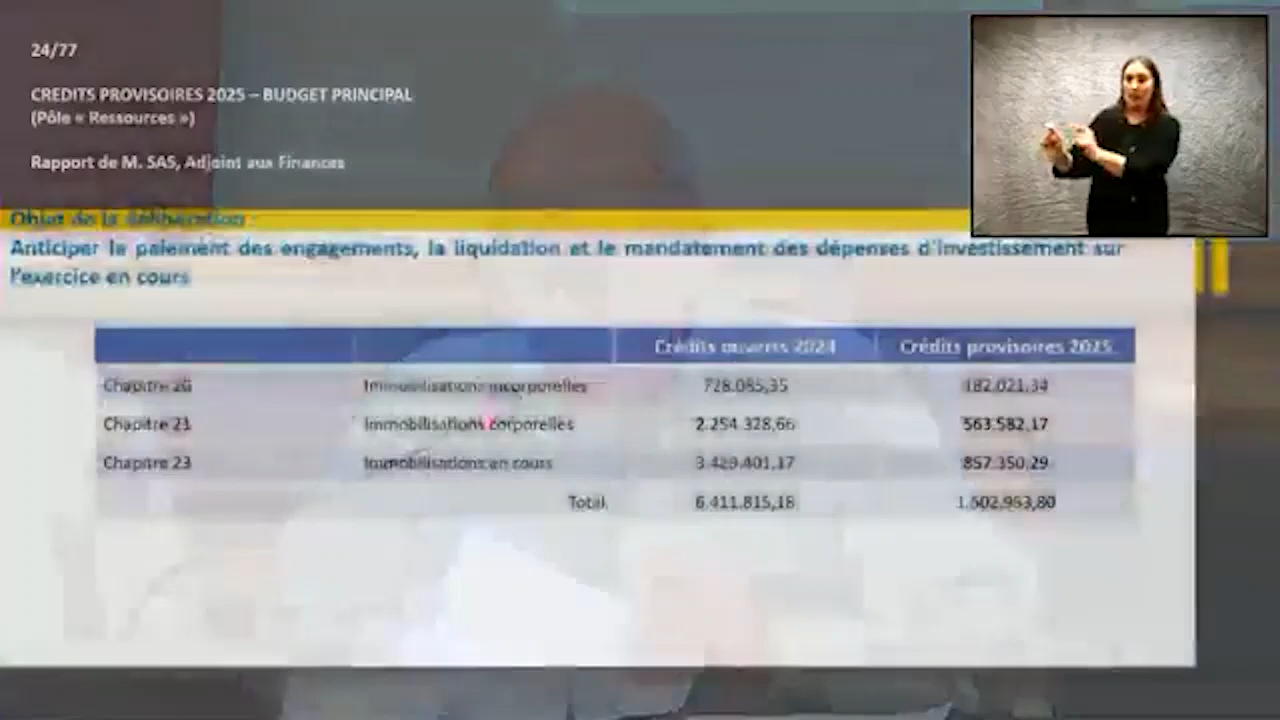 24/77
CREDITS PROVISOIRES 2025 – BUDGET PRINCIPAL
(Pôle « Ressources »)
Rapport de M. SAS, Adjoint aux Finances
Objet de la délibération :
Anticiper le paiement des engagements, la liquidation et le mandatement des dépenses d'investissement sur
l'exercice en cours
Crédits ouverts 2024 Crédits provisoires 2025
Chapitre 20 Immobilisations incorporelles 728.085,35 182.021,34
Chapitre 21 Immobilisations corporelles 2.254.328,66 563.582,17
Chapitre 23 Immobilisations en cours 3.429.401,17 857.350,29
Total 6.411.815,18 1.602.953,80